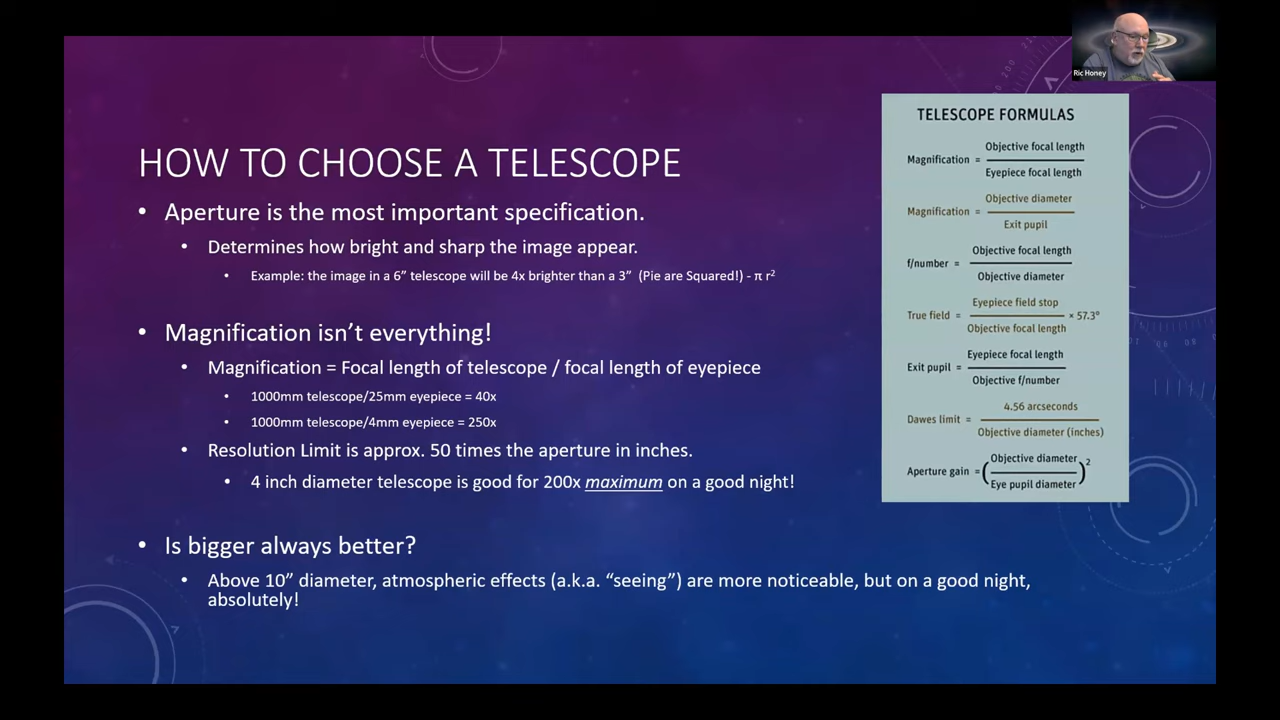 Ric Honey
HOW TO CHOOSE A TELESCOPE
• Aperture is the most important specification.
• Determines how bright and sharp the image appear.
• Example: the image in a 6” telescope will be 4x brighter than a 3” (Pie are Squared!) - π r²
• Magnification isn’t everything!
• Magnification = Focal length of telescope / focal length of eyepiece
• 1000mm telescope/25mm eyepiece = 40x
• 1000mm telescope/4mm eyepiece = 250x
• Resolution Limit is approx. 50 times the aperture in inches.
• 4 inch diameter telescope is good for 200x maximum on a good night!
• Is bigger always better?
• Above 10” diameter, atmospheric effects (a.k.a. “seeing”) are more noticeable, but on a good night,
absolutely!
TELESCOPE FORMULAS
Objective focal length
Magnification =
Eyepiece focal length
Objective diameter
Magnification =
Exit pupil
Objective focal length
f/number =
Objective diameter
Eyepiece field stop
True field = × 57.3°
Objective focal length
Eyepiece focal length
Exit pupil =
Objective f/number
4.56 arcseconds
Dawes limit =
Objective diameter (inches)
Objective diameter
Aperture gain = ( )²
Eye pupil diameter